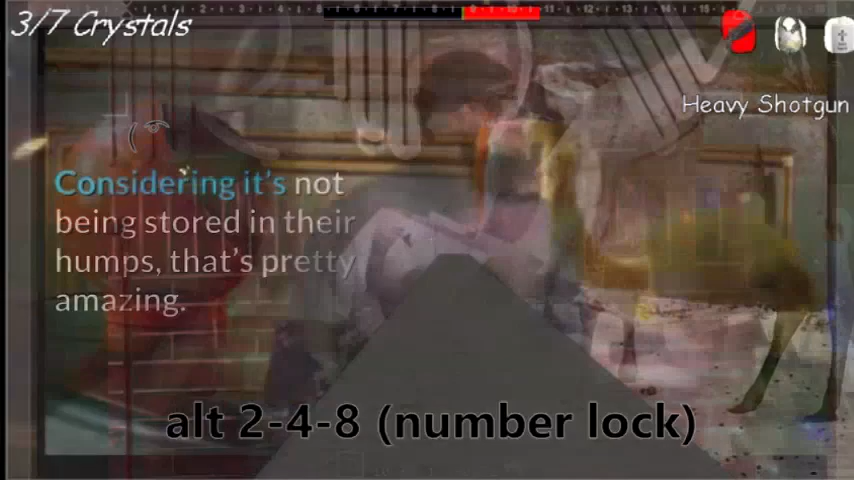 3/7 Crystals
Heavy Shotgun
Considering it's not
being stored in their
humps, that's pretty
amazing.
alt 2-4-8 (number lock)